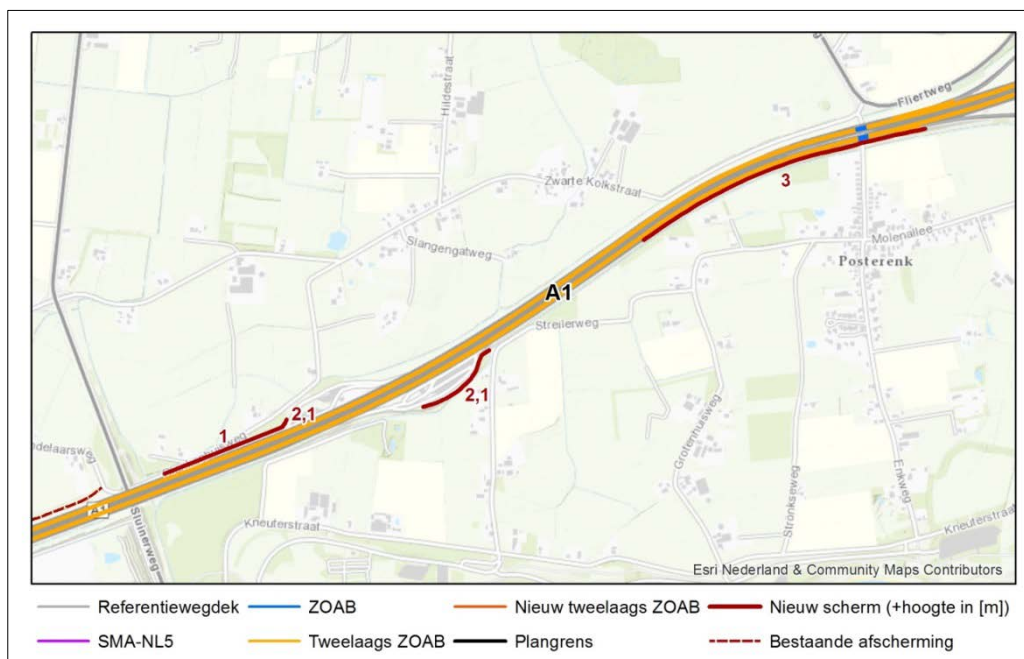 Hildestraat
Fliertweg
Zwarte Kolkstraat
3
Molenallee
Slangengatweg
Posterenk
A1
Streilerweg
2,1
2,1
1
Grotenhuisweg
Stronkseweg
Enkweg
A1
Sluinerweg
Kneuterstraat
Kneuterstraat
Esri Nederland & Community Maps Contributors
Referentiewegdek
ZOAB
Nieuw tweelaags ZOAB
Nieuw scherm (+hoogte in [m])
SMA-NL5
Tweelaags ZOAB
Plangrens
Bestaande afscherming